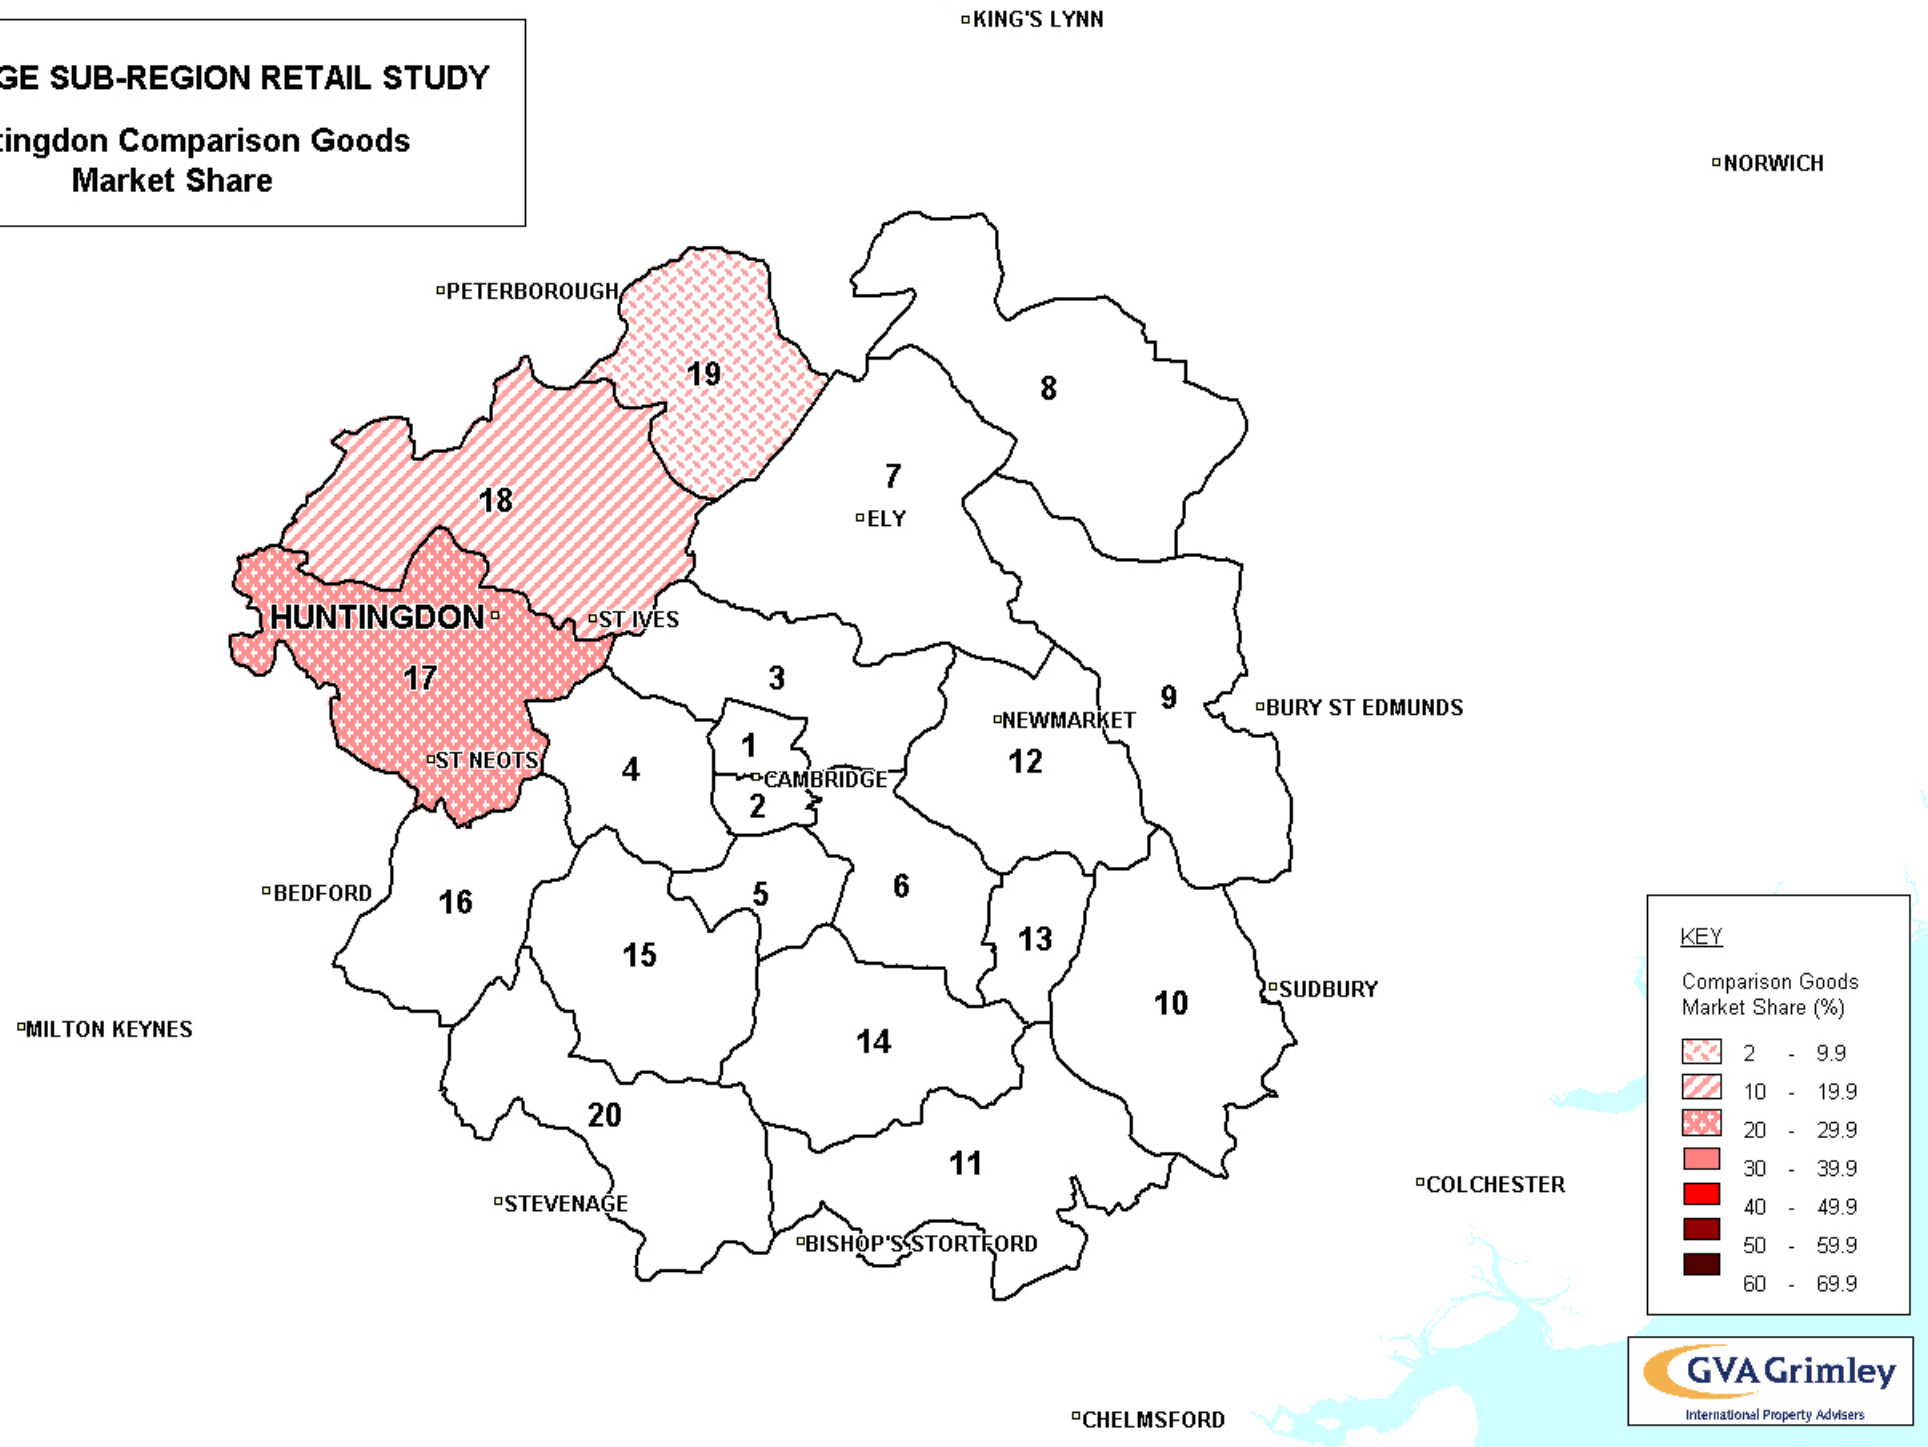 KING'S LYNN
GE SUB-REGION RETAIL STUDY
tingdon Comparison Goods
Market Share
NORWICH
PETERBOROUGH
19
8
7
18
ELY
HUNTINGDON
ST IVES
17
3
9
BURY ST EDMUNDS
NEWMARKET
1
ST NEOTS
4
12
CAMBRIDGE
2
BEDFORD
16
5
6
13
15
SUDBURY
10
MILTON KEYNES
14
20
11
STEVENAGE
COLCHESTER
BISHOP'S STORTFORD
CHELMSFORD
KEY
Comparison Goods
Market Share (%)
2 - 9.9
10 - 19.9
20 - 29.9
30 - 39.9
40 - 49.9
50 - 59.9
60 - 69.9
GVA Grimley
International Property Advisers